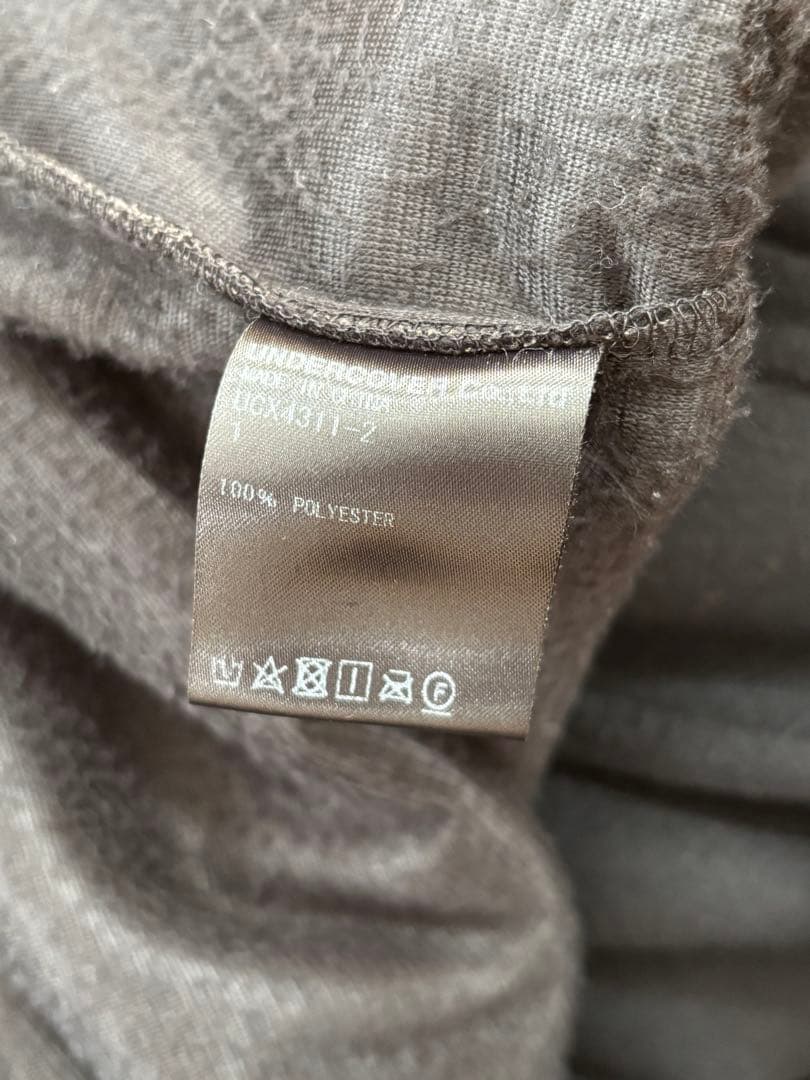 UNDERCOVER Co.,Ltd
MADE IN CHINA
UCX4311-2
1
100% POLYESTER
F